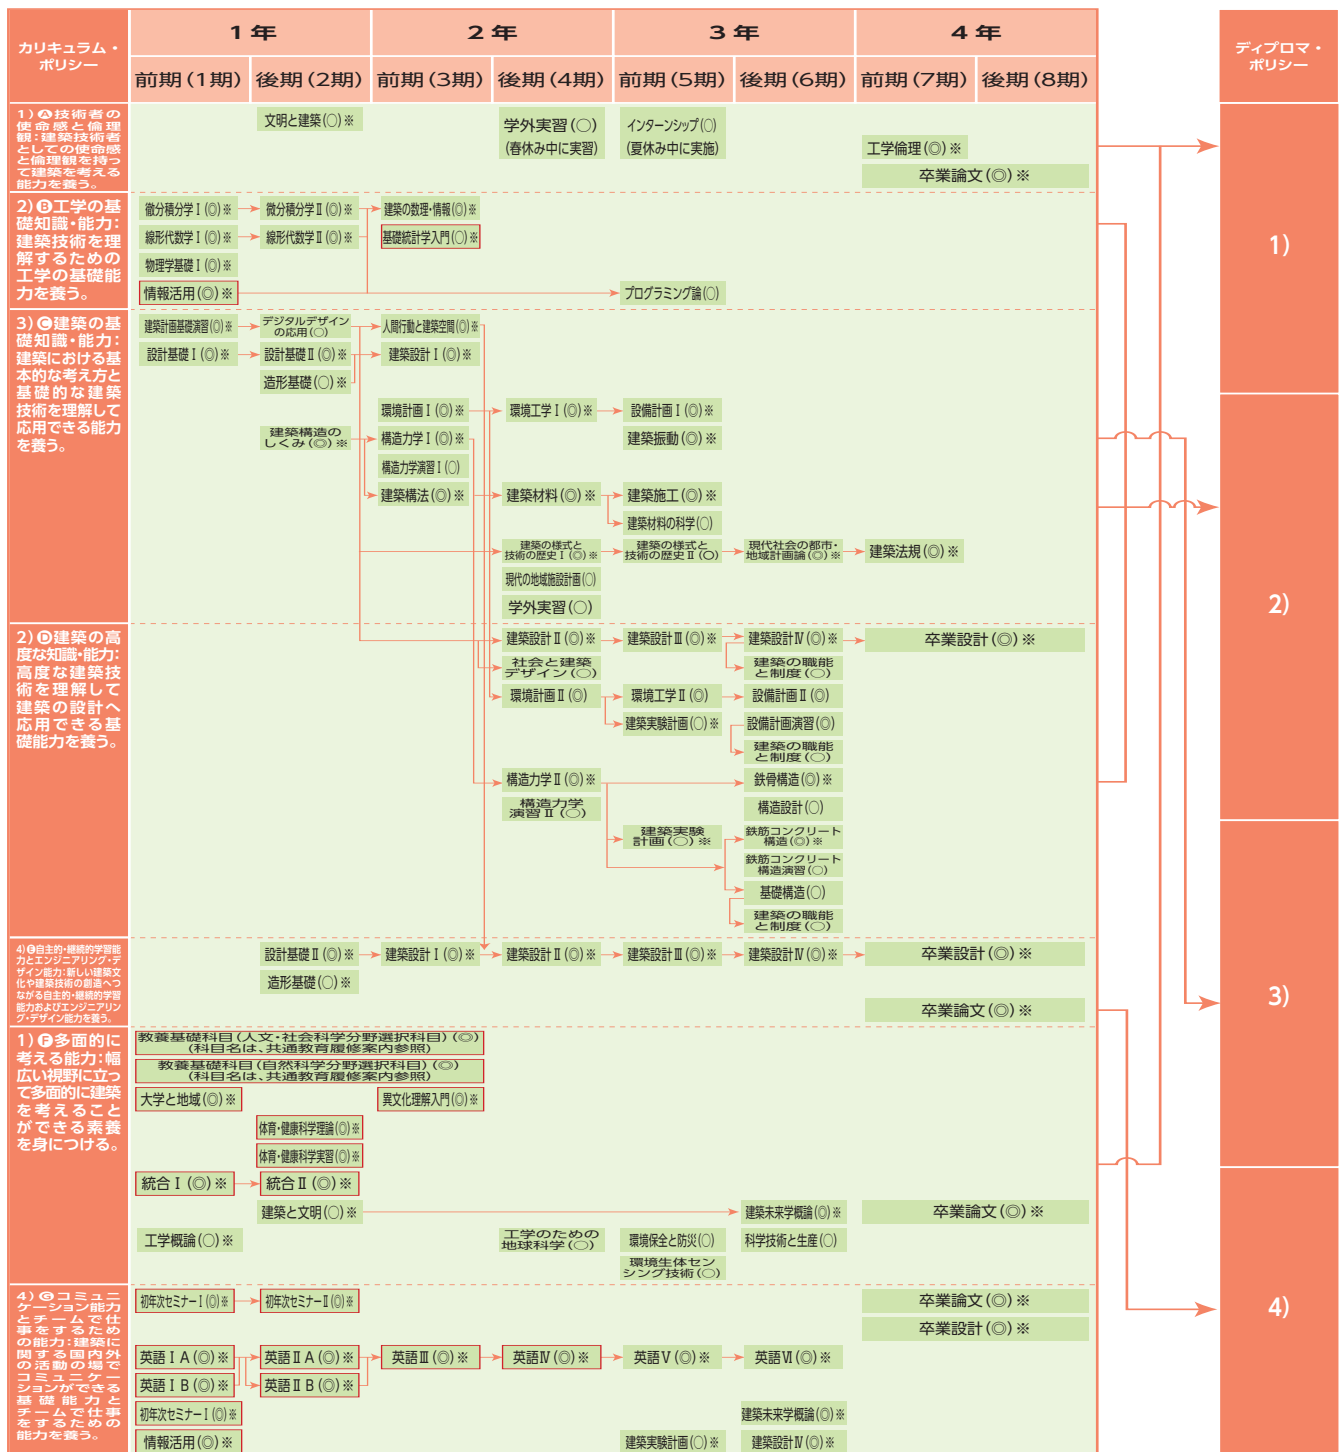 カリキュラム・
ポリシー
1 年
2 年
3 年
4 年
ディプロマ・
ポリシー
前期(1期)
後期(2期)
前期(3期)
後期(4期)
前期(5期)
後期(6期)
前期(7期)
後期(8期)
1)Ⓐ技術者の
使命感と倫理
観:建築技術者
としての使命感
と倫理観を持っ
て建築を考える
能力を養う。
文明と建築(○)※
学外実習(○)
(春休み中に実習)
インターンシップ(○)
(夏休み中に実施)
工学倫理(◎)※
卒業論文(◎)※
2)Ⓑ工学の基
礎知識・能力:
建築技術を理
解するための
工学の基礎能
力を養う。
微分積分学Ⅰ(◎)※
微分積分学Ⅱ(◎)※
建築の数理・情報(◎)※
線形代数学Ⅰ(◎)※
線形代数学Ⅱ(◎)※
基礎統計学入門(○)※
物理学基礎Ⅰ(◎)※
情報活用(◎)※
プログラミング論(○)
3)Ⓒ建築の基
礎知識・能力:
建築における基
本的な考え方と
基礎的な建築
技術を理解して
応用できる能力
を養う。
建築計画基礎演習(◎)※
デジタルデザイン
の応用(○)
人間行動と建築空間(◎)※
設計基礎Ⅰ(◎)※
設計基礎Ⅱ(◎)※
建築設計Ⅰ(◎)※
造形基礎(○)※
環境計画Ⅰ(◎)※
環境工学Ⅰ(◎)※
設備計画Ⅰ(◎)※
建築構造の
しくみ(◎)※
構造力学Ⅰ(◎)※
建築振動(◎)※
構造力学演習Ⅰ(○)
建築構法(◎)※
建築材料(◎)※
建築施工(◎)※
建築材料の科学(○)
建築の様式と
技術の歴史Ⅰ(◎)※
建築の様式と
技術の歴史Ⅱ(○)
現代社会の都市・
地域計画論(◎)※
建築法規(◎)※
現代の地域施設計画(○)
学外実習(○)
2)Ⓓ建築の高
度な知識・能力:
高度な建築技
術を理解して
建築の設計へ
応用できる基
礎能力を養う。
建築設計Ⅱ(◎)※
建築設計Ⅲ(◎)※
建築設計Ⅳ(◎)※
卒業設計(◎)※
社会と建築
デザイン(○)
建築の職能
と制度(○)
環境計画Ⅱ(◎)
環境工学Ⅱ(◎)
設備計画Ⅱ(◎)
建築実験計画(○)※
設備計画演習(◎)
建築の職能
と制度(○)
構造力学Ⅱ(◎)※
鉄骨構造(◎)※
構造力学
演習Ⅱ(○)
構造設計(○)
建築実験
計画(○)※
鉄筋コンクリート
構造(◎)※
鉄筋コンクリート
構造演習(○)
基礎構造(○)
建築の職能
と制度(○)
4)Ⓔ自主的・継続的学習能
力とエンジニアリング・デ
ザイン能力:新しい建築文
化や建築技術の創造へつ
ながる自主的・継続的学習
能力およびエンジニアリン
グ・デザイン能力を養う。
設計基礎Ⅱ(◎)※
建築設計Ⅰ(◎)※
建築設計Ⅱ(◎)※
建築設計Ⅲ(◎)※
建築設計Ⅳ(◎)※
卒業設計(◎)※
造形基礎(○)※
卒業論文(◎)※
1)Ⓕ多面的に
考える能力:幅
広い視野に立っ
て多面的に建築
を考えること
ができる素養
を身につける。
教養基礎科目(人文・社会科学分野選択科目)(◎)
(科目名は、共通教育履修案内参照)
教養基礎科目(自然科学分野選択科目)(◎)
(科目名は、共通教育履修案内参照)
大学と地域(◎)※
異文化理解入門(◎)※
体育・健康科学理論(◎)※
体育・健康科学実習(◎)※
統合Ⅰ(◎)※
統合Ⅱ(◎)※
建築と文明(○)※
建築未来学概論(◎)※
卒業論文(◎)※
工学概論(○)※
工学のための
地球科学(○)
環境保全と防災(○)
科学技術と生産(○)
環境生体セン
シング技術(○)
4)Ⓖコミュニ
ケーション能力
とチームで仕
事をするため
の能力:建築に
関する国内外
の活動の場で
コミュニケー
ションができる
基礎能力と
チームで仕事
をするための
能力を養う。
初年次セミナーⅠ(◎)※
初年次セミナーⅡ(◎)※
卒業論文(◎)※
卒業設計(◎)※
英語ⅠA(◎)※
英語ⅡA(◎)※
英語Ⅲ(◎)※
英語Ⅳ(◎)※
英語Ⅴ(◎)※
英語Ⅵ(◎)※
英語ⅠB(◎)※
英語ⅡB(◎)※
初年次セミナーⅠ(◎)※
建築未来学概論(◎)※
情報活用(◎)※
建築実験計画(○)※
建築設計Ⅳ(◎)※
1)
2)
3)
4)